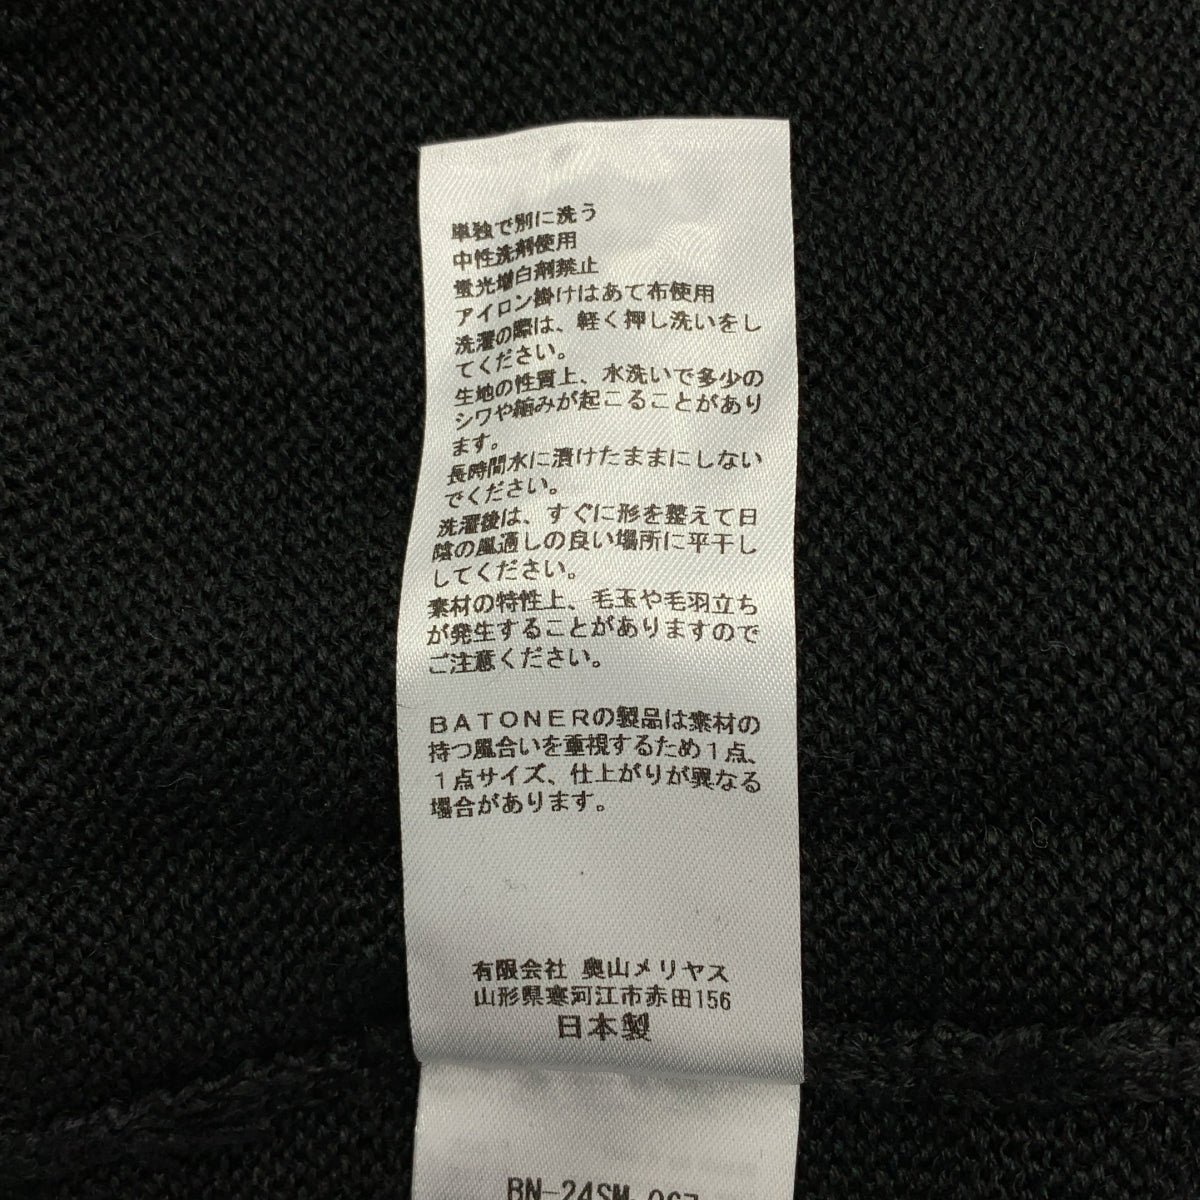 単独で別に洗う
中性洗剤使用
蛍光増白剤禁止
アイロン掛けはあて布使用
洗濯の際は、軽く押し洗いをし
てください。
生地の性質上、水洗いで多少の
シワや縮みが起こることがあり
ます。
長時間水に漬けたままにしない
でください。
洗濯後は、すぐに形を整えて日
陰の風通しの良い場所に平干し
してください。
素材の特性上、毛玉や毛羽立ち
が発生することがありますので
ご注意ください。
BATONERの製品は素材の
持つ風合いを重視するため1点、
1点サイズ、仕上がりが異なる
場合があります。
有限会社 奥山メリヤス
山形県寒河江市赤田156
日本製
BN-24SM-